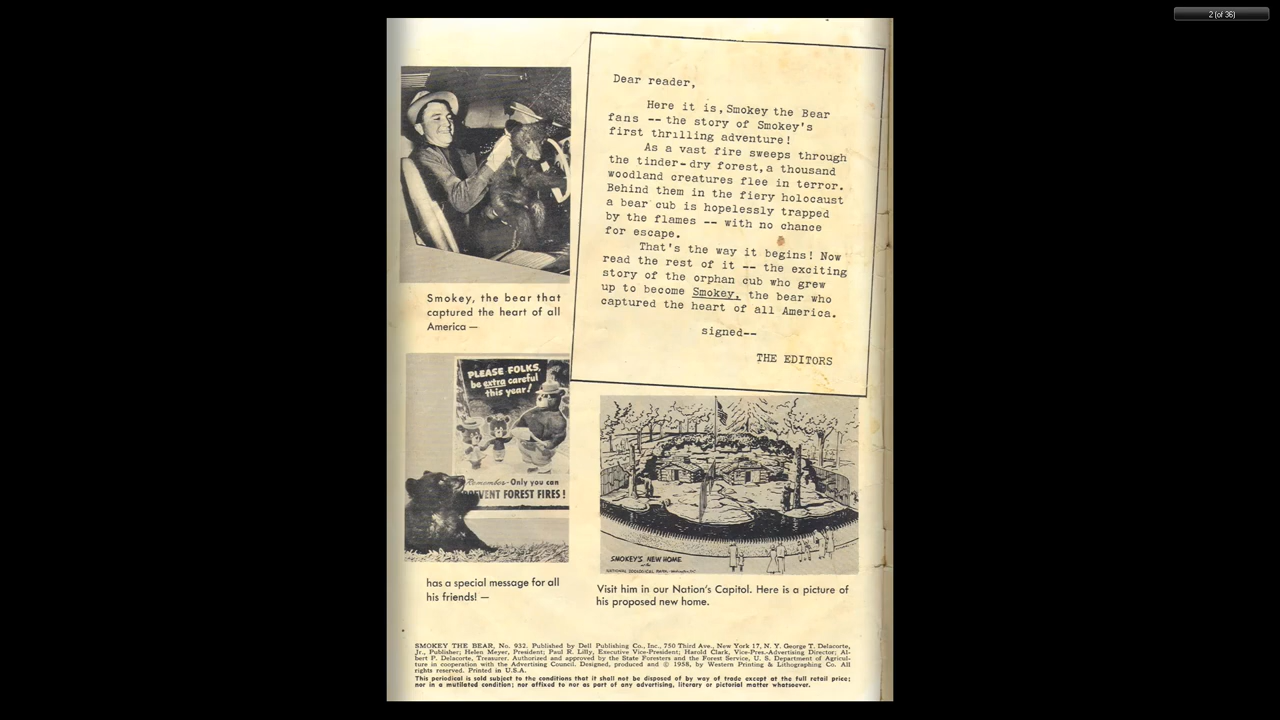 2 (of 36)
Dear reader,
Here it is, Smokey the Bear
fans -- the story of Smokey's
first thrilling adventure!
As a vast fire sweeps through
the tinder-dry forest, a thousand
woodland creatures flee in terror.
Behind them in the fiery holocaust
a bear cub is hopelessly trapped
by the flames -- with no chance
for escape.
That's the way it begins! Now
read the rest of it -- the exciting
story of the orphan cub who grew
up to become Smokey, the bear who
captured the heart of all America.
signed--
THE EDITORS
Smokey, the bear that
captured the heart of all
America —
PLEASE FOLKS,
be extra careful
this year!
Remember-Only you can
PREVENT FOREST FIRES!
has a special message for all
his friends! —
SMOKEY'S NEW HOME
at the
NATIONAL ZOOLOGICAL PARK
Visit him in our Nation's Capitol. Here is a picture of
his proposed new home.
SMOKEY THE BEAR, No. 932. Published by Dell Publishing Co., Inc., 750 Third Ave., New York 17, N. Y. George T. Delacorte,
Jr., Publisher; Helen Meyer, President; Paul R. Lilly, Executive Vice-President; Harold Clark, Vice-Pres.-Advertising Director; Al-
bert P. Delacorte, Treasurer. Authorized and approved by the State Foresters and the Forest Service, U. S. Department of Agricul-
ture in cooperation with the Advertising Council. Designed, produced and © 1958, by Western Printing & Lithographing Co. All
rights reserved. Printed in U.S.A.
This periodical is sold subject to the conditions that it shall not be disposed of by way of trade except at the full retail price;
nor in a mutilated condition; nor affixed to nor as part of any advertising, literary or pictorial matter whatsoever.